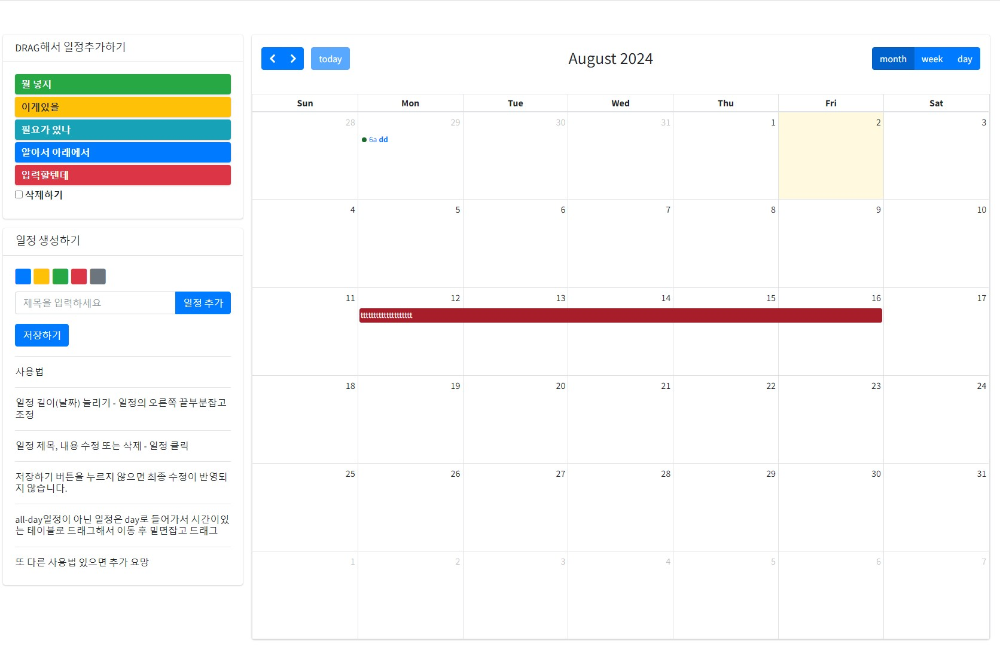 DRAG해서 일정추가하기
뭘 넣지
이게있을
필요가 있나
알아서 아래에서
입력할텐데
삭제하기
일정 생성하기
제목을 입력하세요
일정 추가
저장하기
사용법
일정 길이(날짜) 늘리기 - 일정의 오른쪽 끝부분잡고
조정
일정 제목, 내용 수정 또는 삭제 - 일정 클릭
저장하기 버튼을 누르지 않으면 최종 수정이 반영되
지 않습니다.
all-day일정이 아닌 일정은 day로 들어가서 시간이있
는 테이블로 드래그해서 이동 후 밑면잡고 드래그
또 다른 사용법 있으면 추가 요망
today
August 2024
month week day
Sun Mon Tue Wed Thu Fri Sat
28 29 30 31 1 2 3
6a dd
4 5 6 7 8 9 10
11 12 13 14 15 16 17
tttttttttttttttttttt
18 19 20 21 22 23 24
25 26 27 28 29 30 31
1 2 3 4 5 6 7